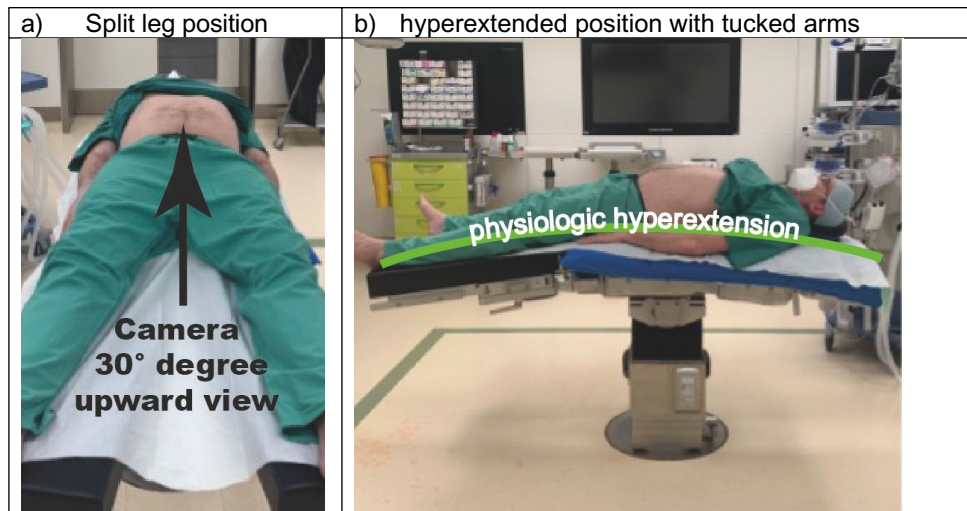 a) Split leg position
b) hyperextended position with tucked arms
Camera
30° degree
upward view
physiologic hyperextension